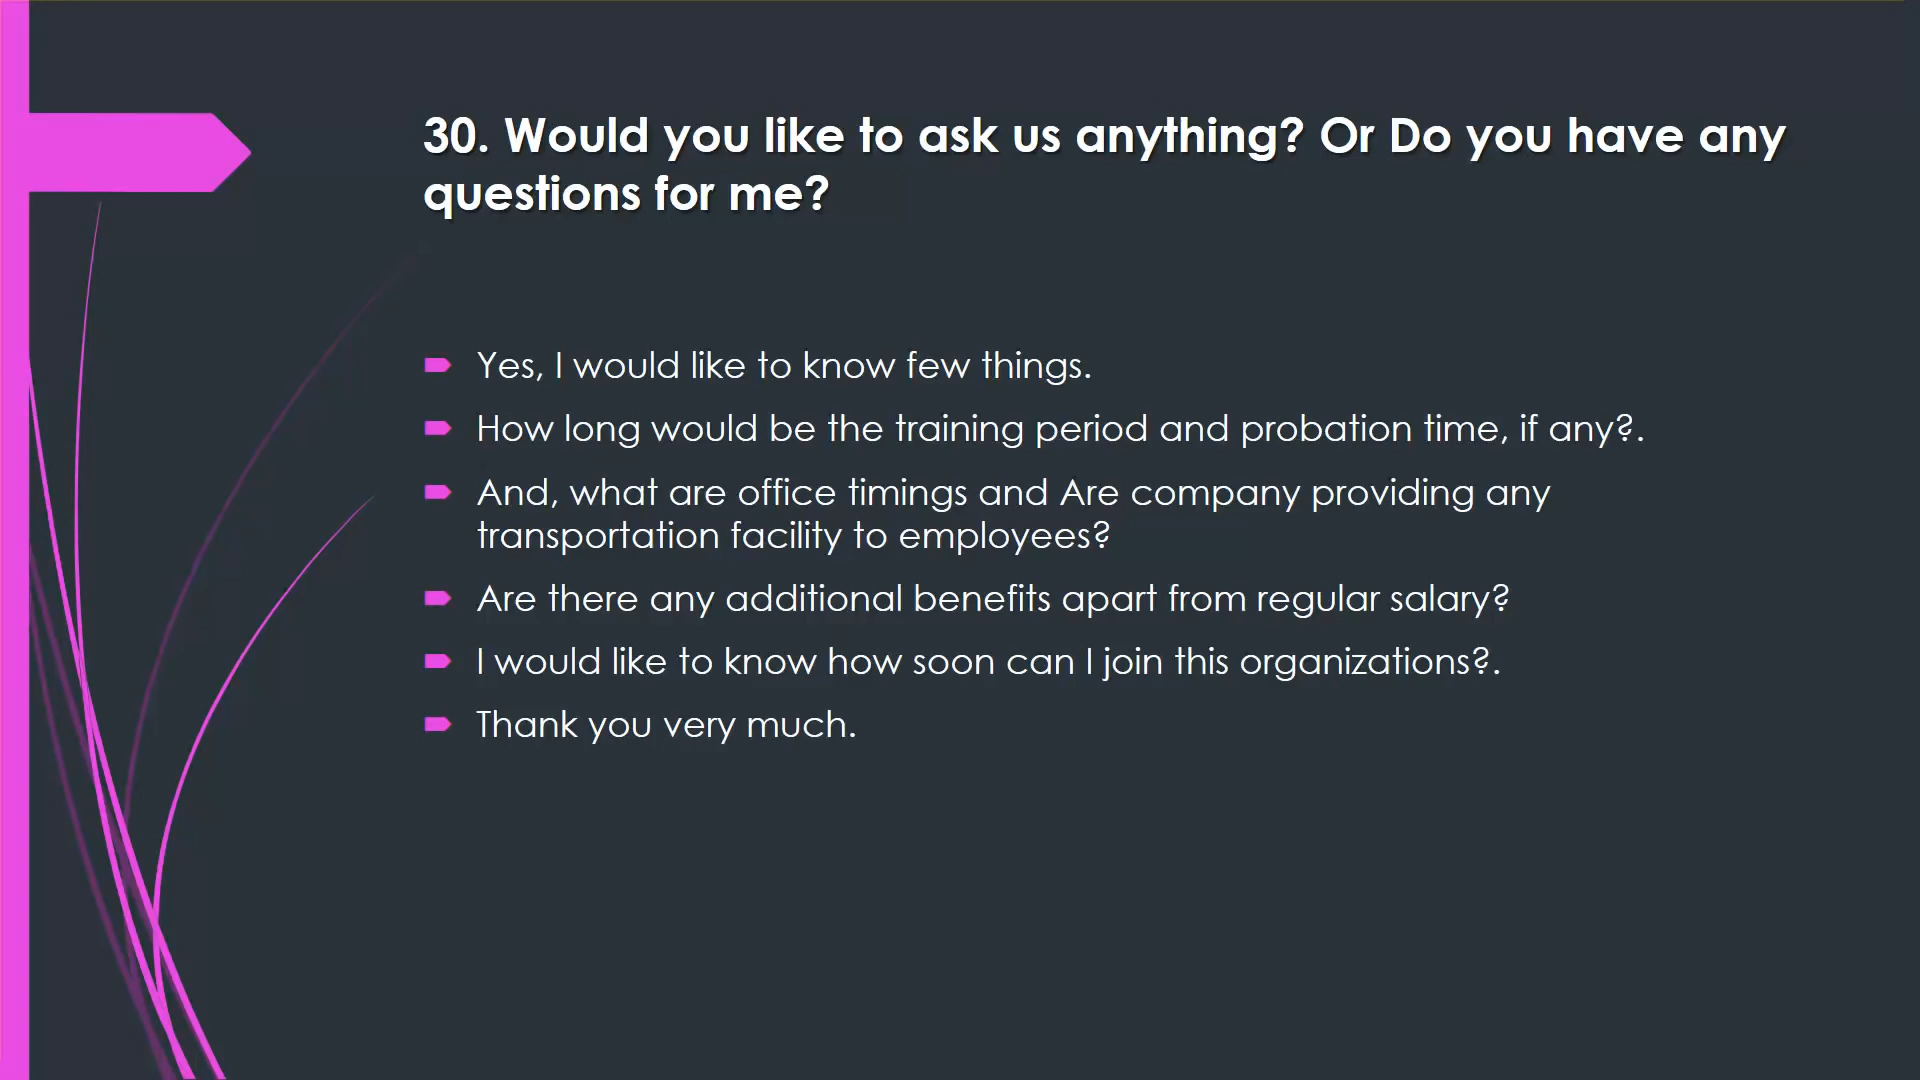 30. Would you like to ask us anything? Or Do you have any
questions for me?
Yes, I would like to know few things.
How long would be the training period and probation time, if any?.
And, what are office timings and Are company providing any
transportation facility to employees?
Are there any additional benefits apart from regular salary?
I would like to know how soon can I join this organizations?.
Thank you very much.